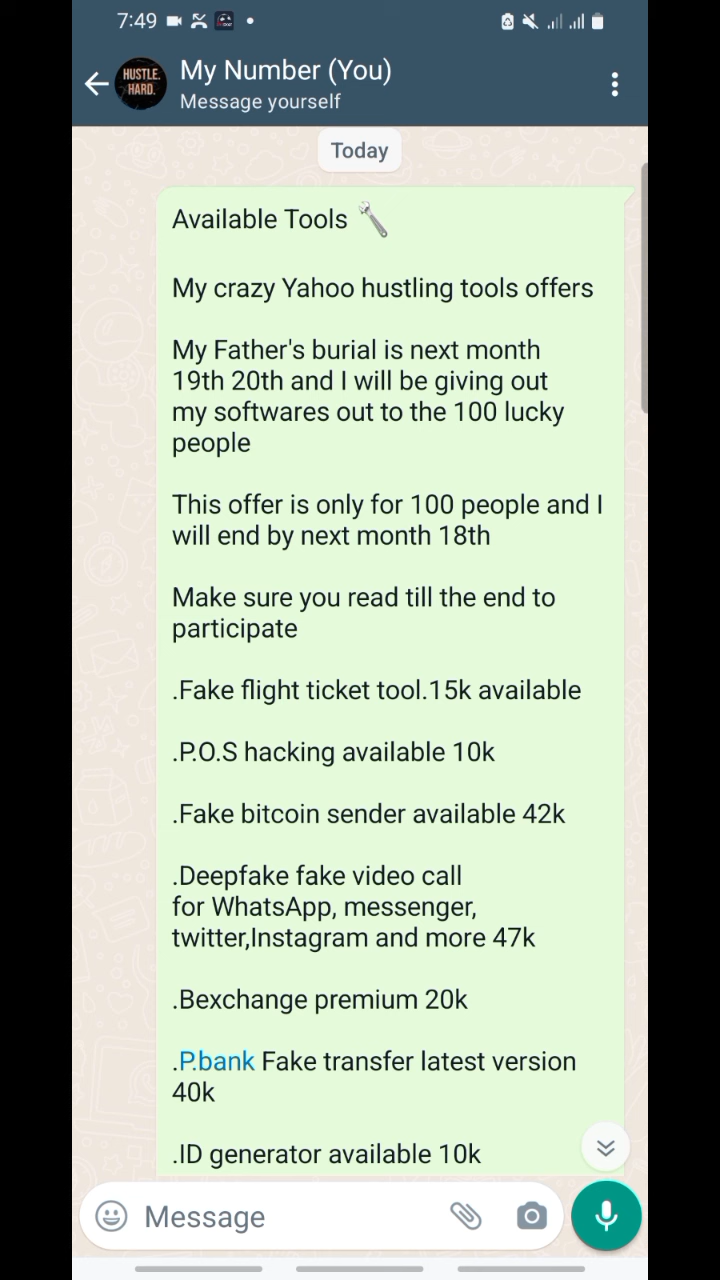 7:49
HUSTLE.
HARD.
My Number (You)
Message yourself
Today
Available Tools
My crazy Yahoo hustling tools offers
My Father's burial is next month
19th 20th and I will be giving out
my softwares out to the 100 lucky
people
This offer is only for 100 people and I
will end by next month 18th
Make sure you read till the end to
participate
.Fake flight ticket tool.15k available
.P.O.S hacking available 10k
.Fake bitcoin sender available 42k
.Deepfake fake video call
for WhatsApp, messenger,
twitter,Instagram and more 47k
.Bexchange premium 20k
.P.bank Fake transfer latest version
40k
.ID generator available 10k
Message